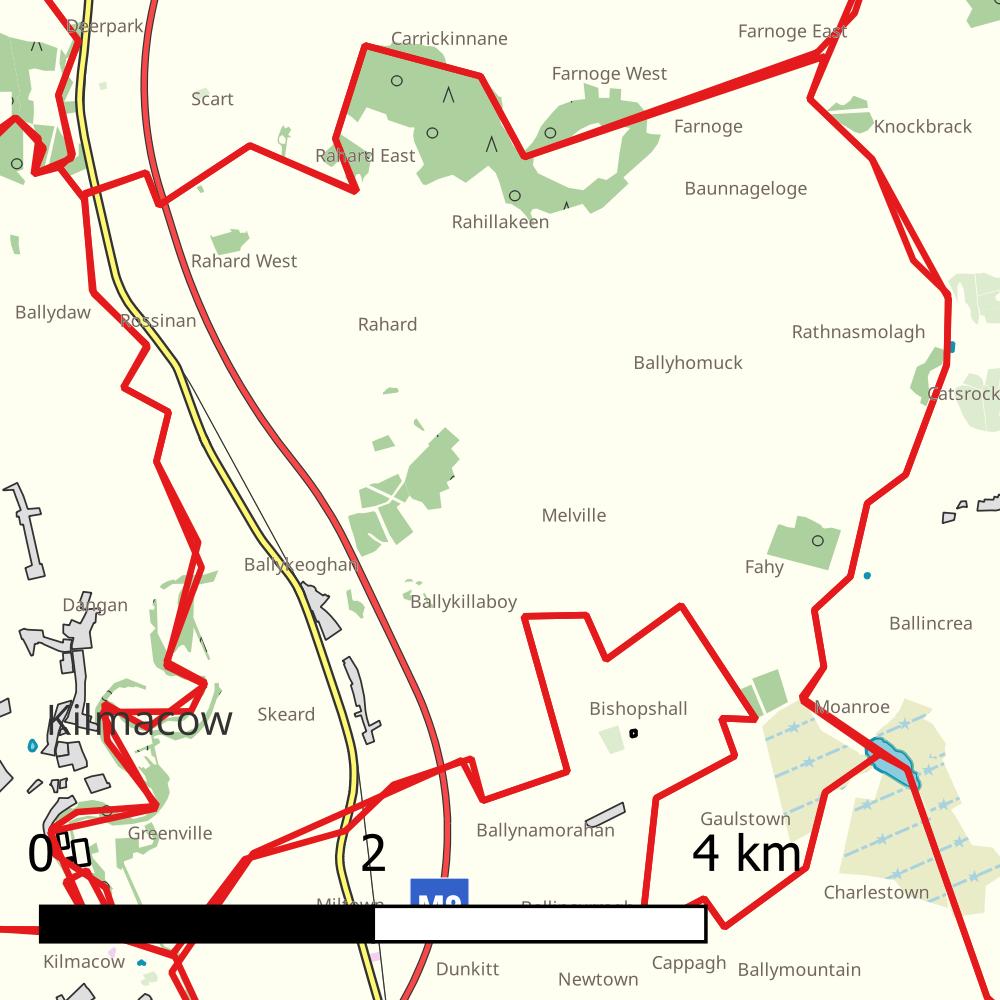 Deerpark
Farnoge East
Carrickinnane
Farnoge West
Scart
Farnoge
Knockbrack
Rahard East
Baunnageloge
Rahillakeen
Rahard West
Ballydaw
Rossinan
Rahard
Rathnasmolagh
Ballyhomuck
Catsrock
Melville
Ballykeoghan
Fahy
Dangan
Ballykillaboy
Ballincrea
Bishopshall
Moanroe
Skeard
Kilmacow
Gaulstown
Greenville
Ballynamorahan
0
2
4 km
Charlestown
M9
Miltown
Kilmacow
Cappagh
Dunkitt
Ballymountain
Newtown